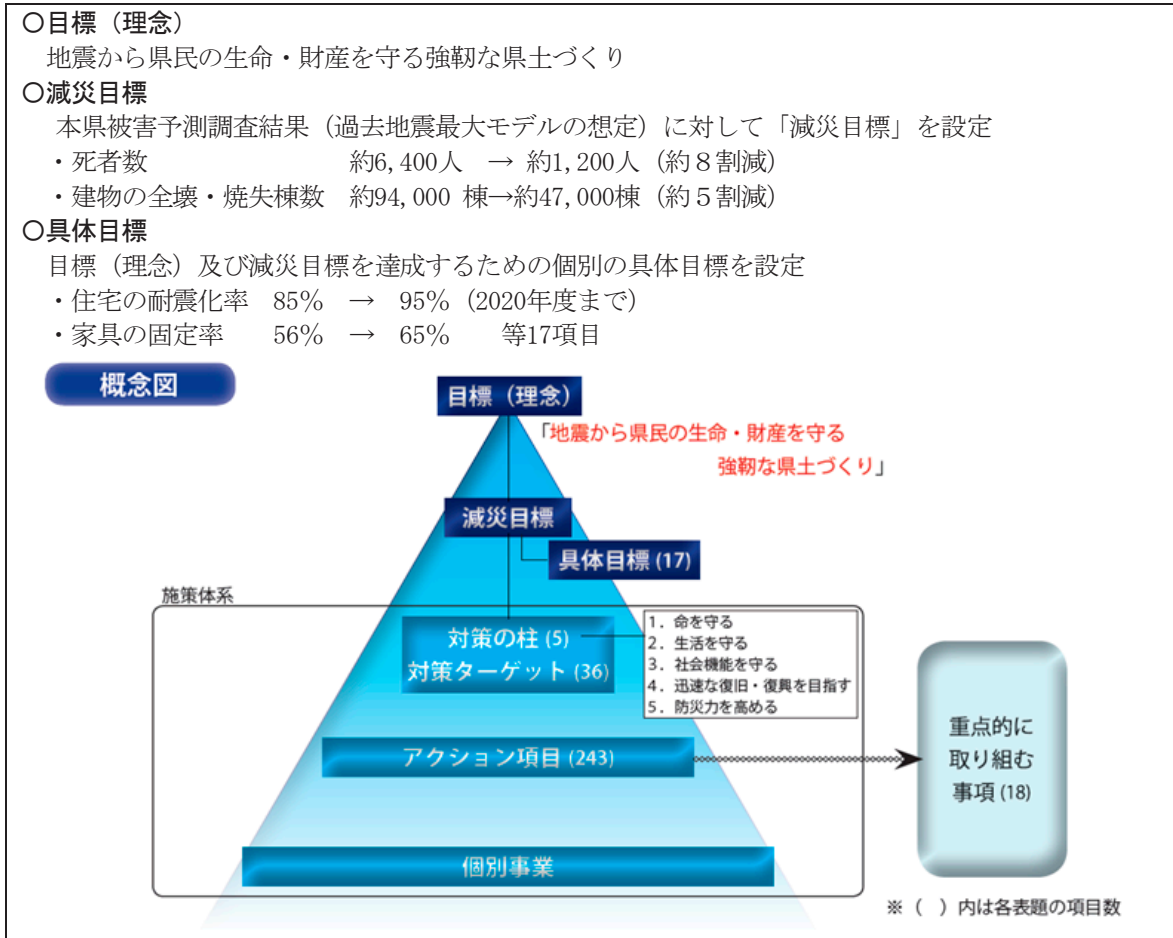 〇目標（理念）
地震から県民の生命・財産を守る強靭な県土づくり
〇減災目標
本県被害予測調査結果（過去地震最大モデルの想定）に対して「減災目標」を設定
・死者数　約6,400人　→　約1,200人（約８割減）
・建物の全壊・焼失棟数　約94,000 棟→約47,000棟（約５割減）
〇具体目標
目標（理念）及び減災目標を達成するための個別の具体目標を設定
・住宅の耐震化率　85％　→　95％（2020年度まで）
・家具の固定率　56％　→　65％　等17項目
概念図
目標（理念）
「地震から県民の生命・財産を守る
強靭な県土づくり」
減災目標
具体目標 (17)
施策体系
対策の柱 (5)
対策ターゲット (36)
1．命を守る
2．生活を守る
3．社会機能を守る
4．迅速な復旧・復興を目指す
5．防災力を高める
アクション項目 (243)
重点的に
取り組む
事項 (18)
個別事業
※（　）内は各表題の項目数